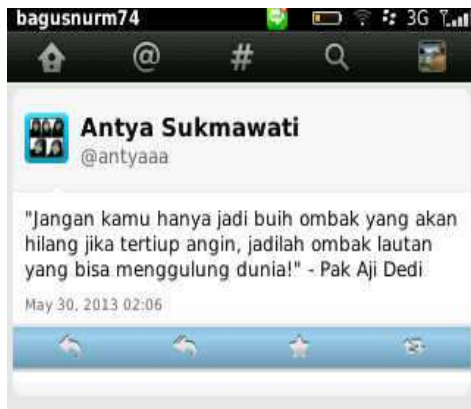 bagusnurm74 3G
@ #
Antya Sukmawati
@antyaaa
"Jangan kamu hanya jadi buih ombak yang akan
hilang jika tertiup angin, jadilah ombak lautan
yang bisa menggulung dunia!" - Pak Aji Dedi
May 30, 2013 02:06